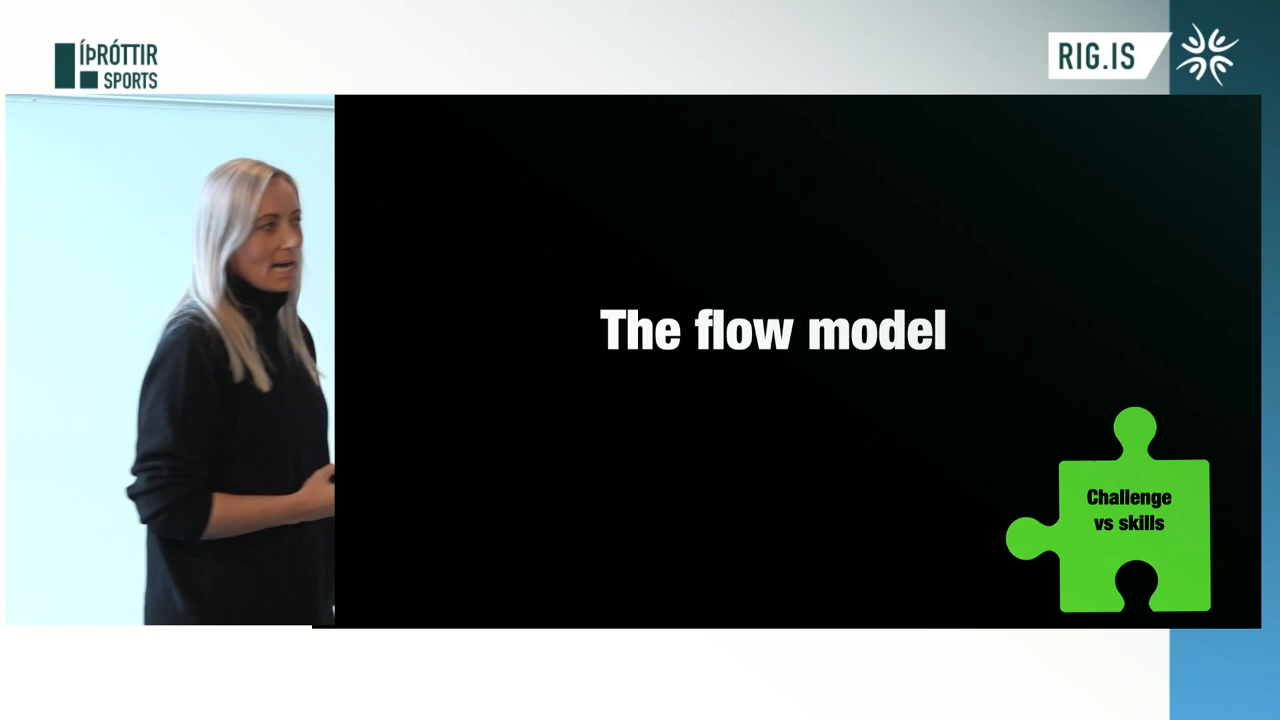 ÍÞRÓTTIR
SPORTS
RIG.IS
The flow model
Challenge
vs skills